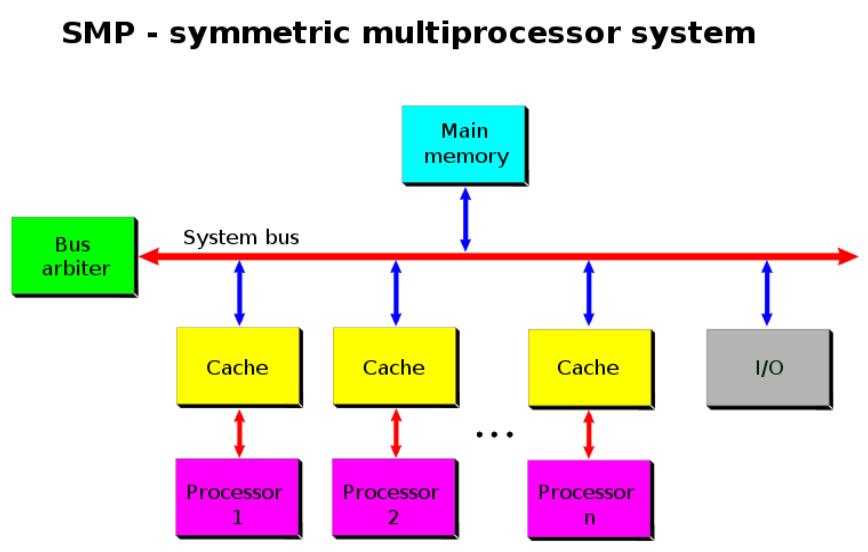 SMP - symmetric multiprocessor system
Main
memory
Bus
arbiter
System bus
Cache
Cache
Cache
I/O
...
Processor
1
Processor
2
Processor
n